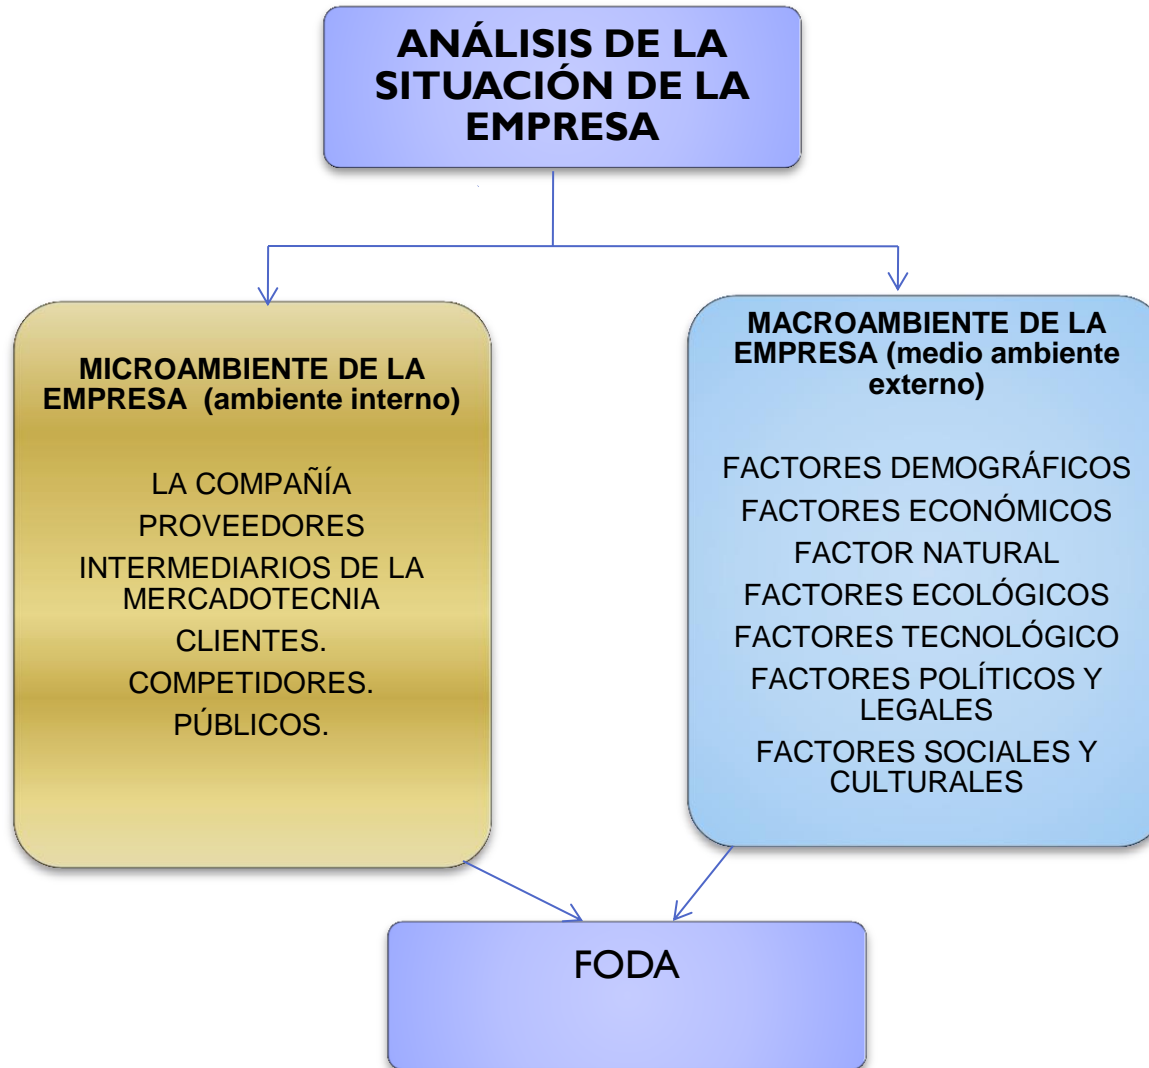 ANÁLISIS DE LA
SITUACIÓN DE LA
EMPRESA
MICROAMBIENTE DE LA
EMPRESA (ambiente interno)
LA COMPAÑÍA
PROVEEDORES
INTERMEDIARIOS DE LA
MERCADOTECNIA
CLIENTES.
COMPETIDORES.
PÚBLICOS.
MACROAMBIENTE DE LA
EMPRESA (medio ambiente
externo)
FACTORES DEMOGRÁFICOS
FACTORES ECONÓMICOS
FACTOR NATURAL
FACTORES ECOLÓGICOS
FACTORES TECNOLÓGICO
FACTORES POLÍTICOS Y
LEGALES
FACTORES SOCIALES Y
CULTURALES
FODA